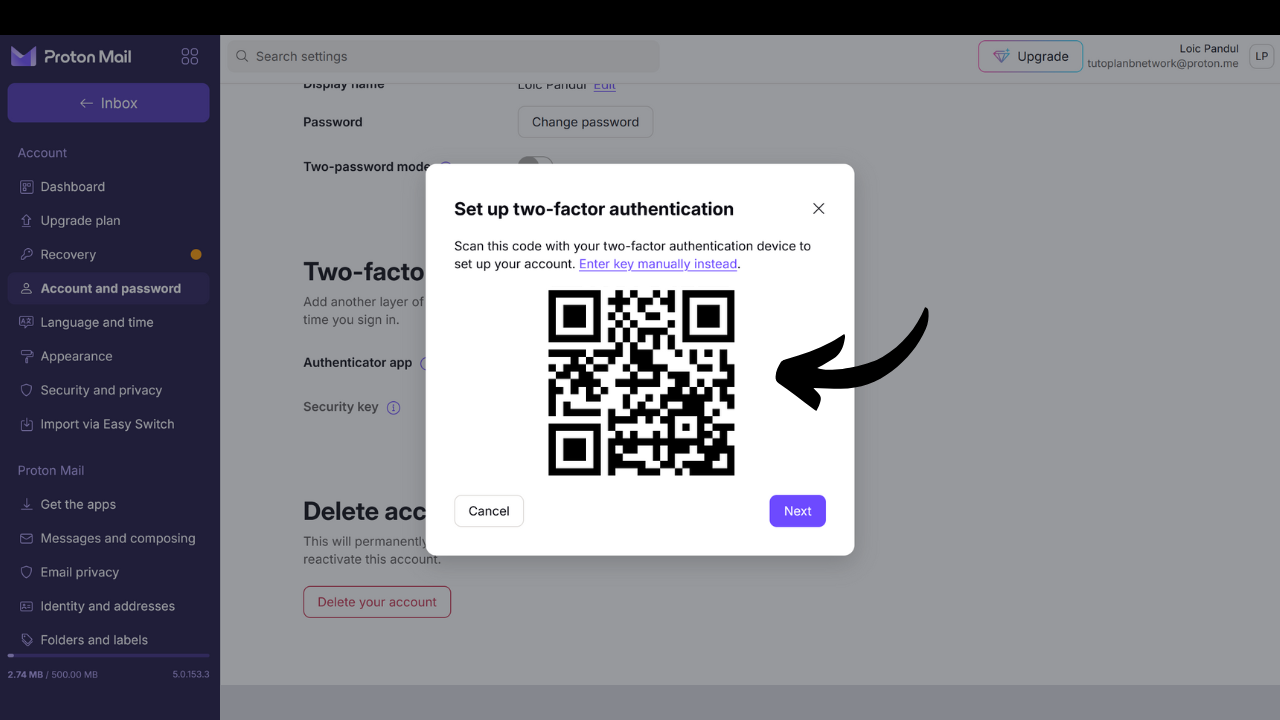 Proton Mail
Inbox
Account
Dashboard
Upgrade plan
Recovery
Account and password
Language and time
Appearance
Security and privacy
Import via Easy Switch
Proton Mail
Get the apps
Messages and composing
Email privacy
Identity and addresses
Folders and labels
2.74 MB / 500.00 MB
5.0.153.3
Search settings
Upgrade
Loic Pandul
tutoplanbnetwork@proton.me
LP
Display name
Loic Pandul Edit
Password
Change password
Two-password mode
Two-facto
Add another layer of
time you sign in.
Authenticator app
Security key
Delete acc
This will permanently
reactivate this account.
Delete your account
Set up two-factor authentication
Scan this code with your two-factor authentication device to
set up your account. Enter key manually instead.
Cancel
Next